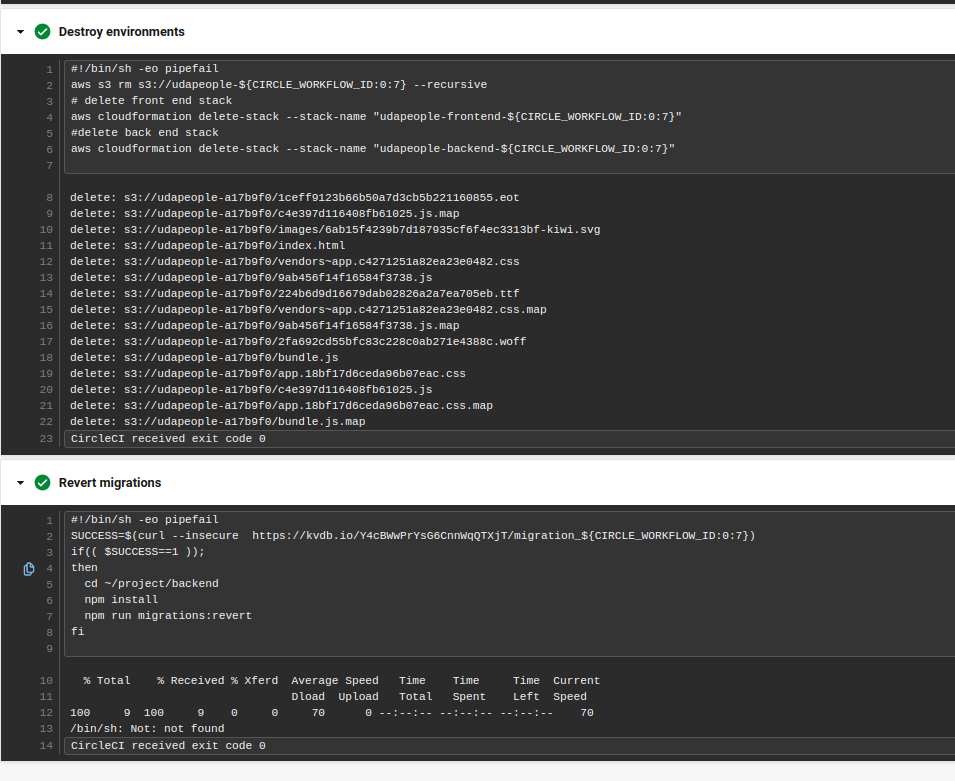 Destroy environments
1 #!/bin/sh -eo pipefail
2 aws s3 rm s3://udapeople-${CIRCLE_WORKFLOW_ID:0:7} --recursive
3 # delete front end stack
4 aws cloudformation delete-stack --stack-name "udapeople-frontend-${CIRCLE_WORKFLOW_ID:0:7}"
5 #delete back end stack
6 aws cloudformation delete-stack --stack-name "udapeople-backend-${CIRCLE_WORKFLOW_ID:0:7}"
7
8 delete: s3://udapeople-a17b9f0/1ceff9123b66b50a7d3cb5b221160855.eot
9 delete: s3://udapeople-a17b9f0/c4e397d116408fb61025.js.map
10 delete: s3://udapeople-a17b9f0/images/6ab15f4239b7d187935cf6f4ec3313bf-kiwi.svg
11 delete: s3://udapeople-a17b9f0/index.html
12 delete: s3://udapeople-a17b9f0/vendors~app.c4271251a82ea23e0482.css
13 delete: s3://udapeople-a17b9f0/9ab456f14f16584f3738.js
14 delete: s3://udapeople-a17b9f0/224b6d9d16679dab02826a2a7ea705eb.ttf
15 delete: s3://udapeople-a17b9f0/vendors~app.c4271251a82ea23e0482.css.map
16 delete: s3://udapeople-a17b9f0/9ab456f14f16584f3738.js.map
17 delete: s3://udapeople-a17b9f0/2fa692cd55bfc83c228c0ab271e4388c.woff
18 delete: s3://udapeople-a17b9f0/bundle.js
19 delete: s3://udapeople-a17b9f0/app.18bf17d6ceda96b07eac.css
20 delete: s3://udapeople-a17b9f0/c4e397d116408fb61025.js
21 delete: s3://udapeople-a17b9f0/app.18bf17d6ceda96b07eac.css.map
22 delete: s3://udapeople-a17b9f0/bundle.js.map
23 CircleCI received exit code 0
Revert migrations
1 #!/bin/sh -eo pipefail
2 SUCCESS=$(curl --insecure  https://kvdb.io/Y4cBWwPrYsG6CnnWqQTXjT/migration_${CIRCLE_WORKFLOW_ID:0:7})
3 if(( $SUCCESS==1 ));
4 then
5   cd ~/project/backend
6   npm install
7   npm run migrations:revert
8 fi
9
10   % Total    % Received % Xferd  Average Speed   Time    Time     Time  Current
11                                  Dload  Upload   Total   Spent    Left  Speed
12 100     9  100     9    0     0     70      0 --:--:-- --:--:-- --:--:--    70
13 /bin/sh: Not: not found
14 CircleCI received exit code 0